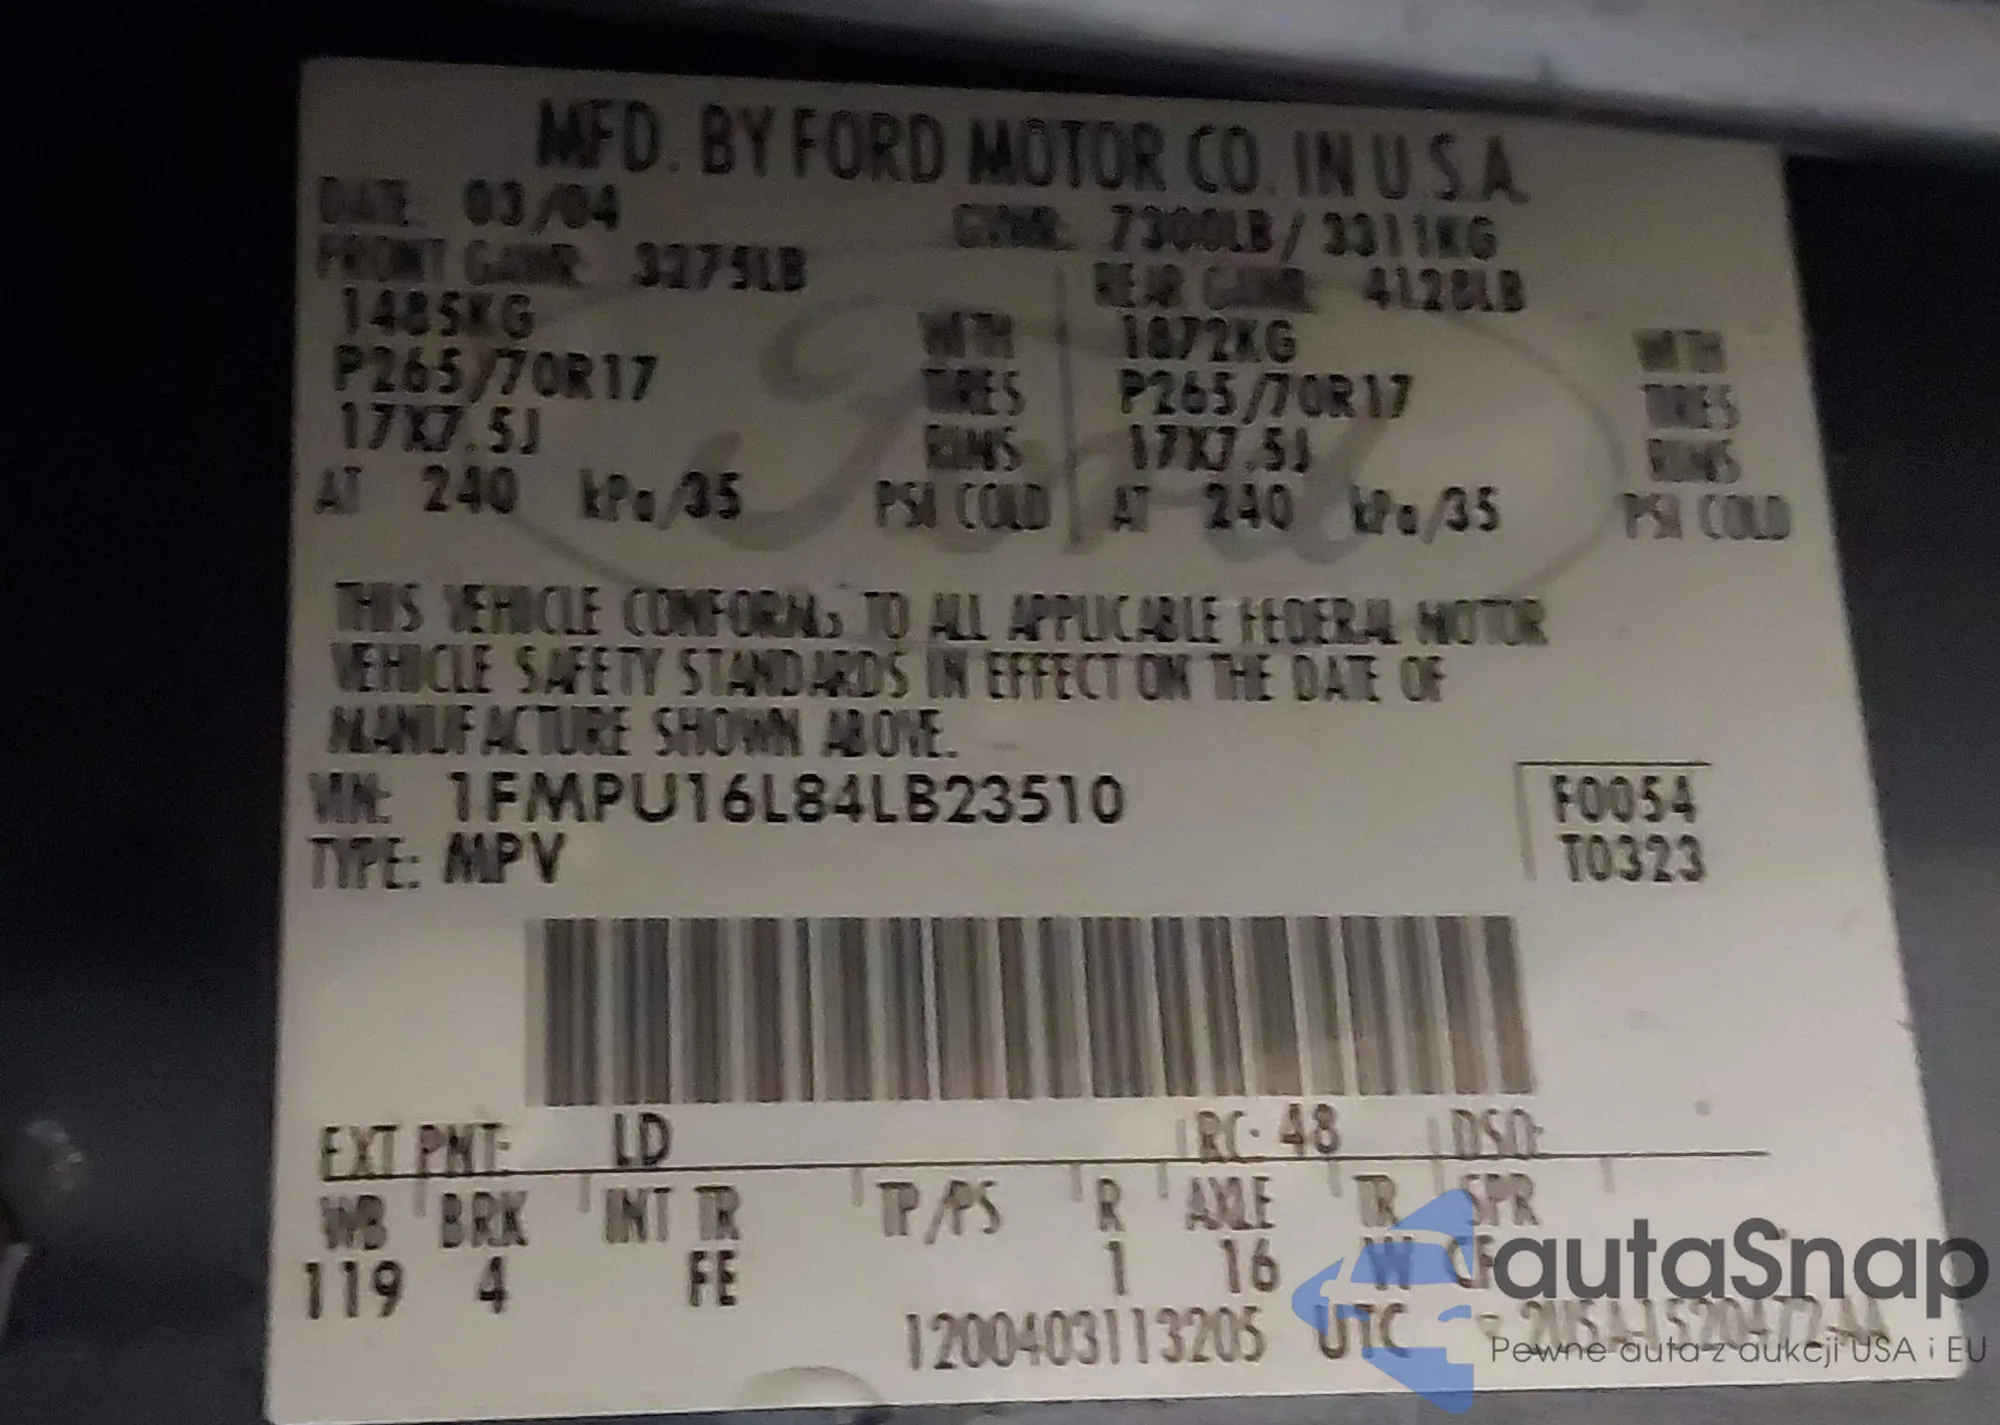 MFD. BY FORD MOTOR CO. IN U.S.A.
DATE: 03/04 GVWR: 7300LB/ 3311KG
FRONT GAWR: 3275LB REAR GAWR: 4128LB
1485KG WITH 1872KG WITH
P265/70R17 TIRES P265/70R17 TIRES
17X7.5J RIMS 17X7.5J RIMS
AT 240 kPa/35 PSI COLD AT 240 kPa/35 PSI COLD
Ford
THIS VEHICLE CONFORMS TO ALL APPLICABLE FEDERAL MOTOR
VEHICLE SAFETY STANDARDS IN EFFECT ON THE DATE OF
MANUFACTURE SHOWN ABOVE.
VIN: 1FMPU16L84LB23510 F0054
TYPE: MPV T0323
EXT PNT: LD RC: 48 DSO:
WB BRK INT TR TP/PS R AXLE TR SPR
119 4 FE 1 16 W
1200403113205 UTC
autaSnap
Pewne auta z aukcji USA i EU